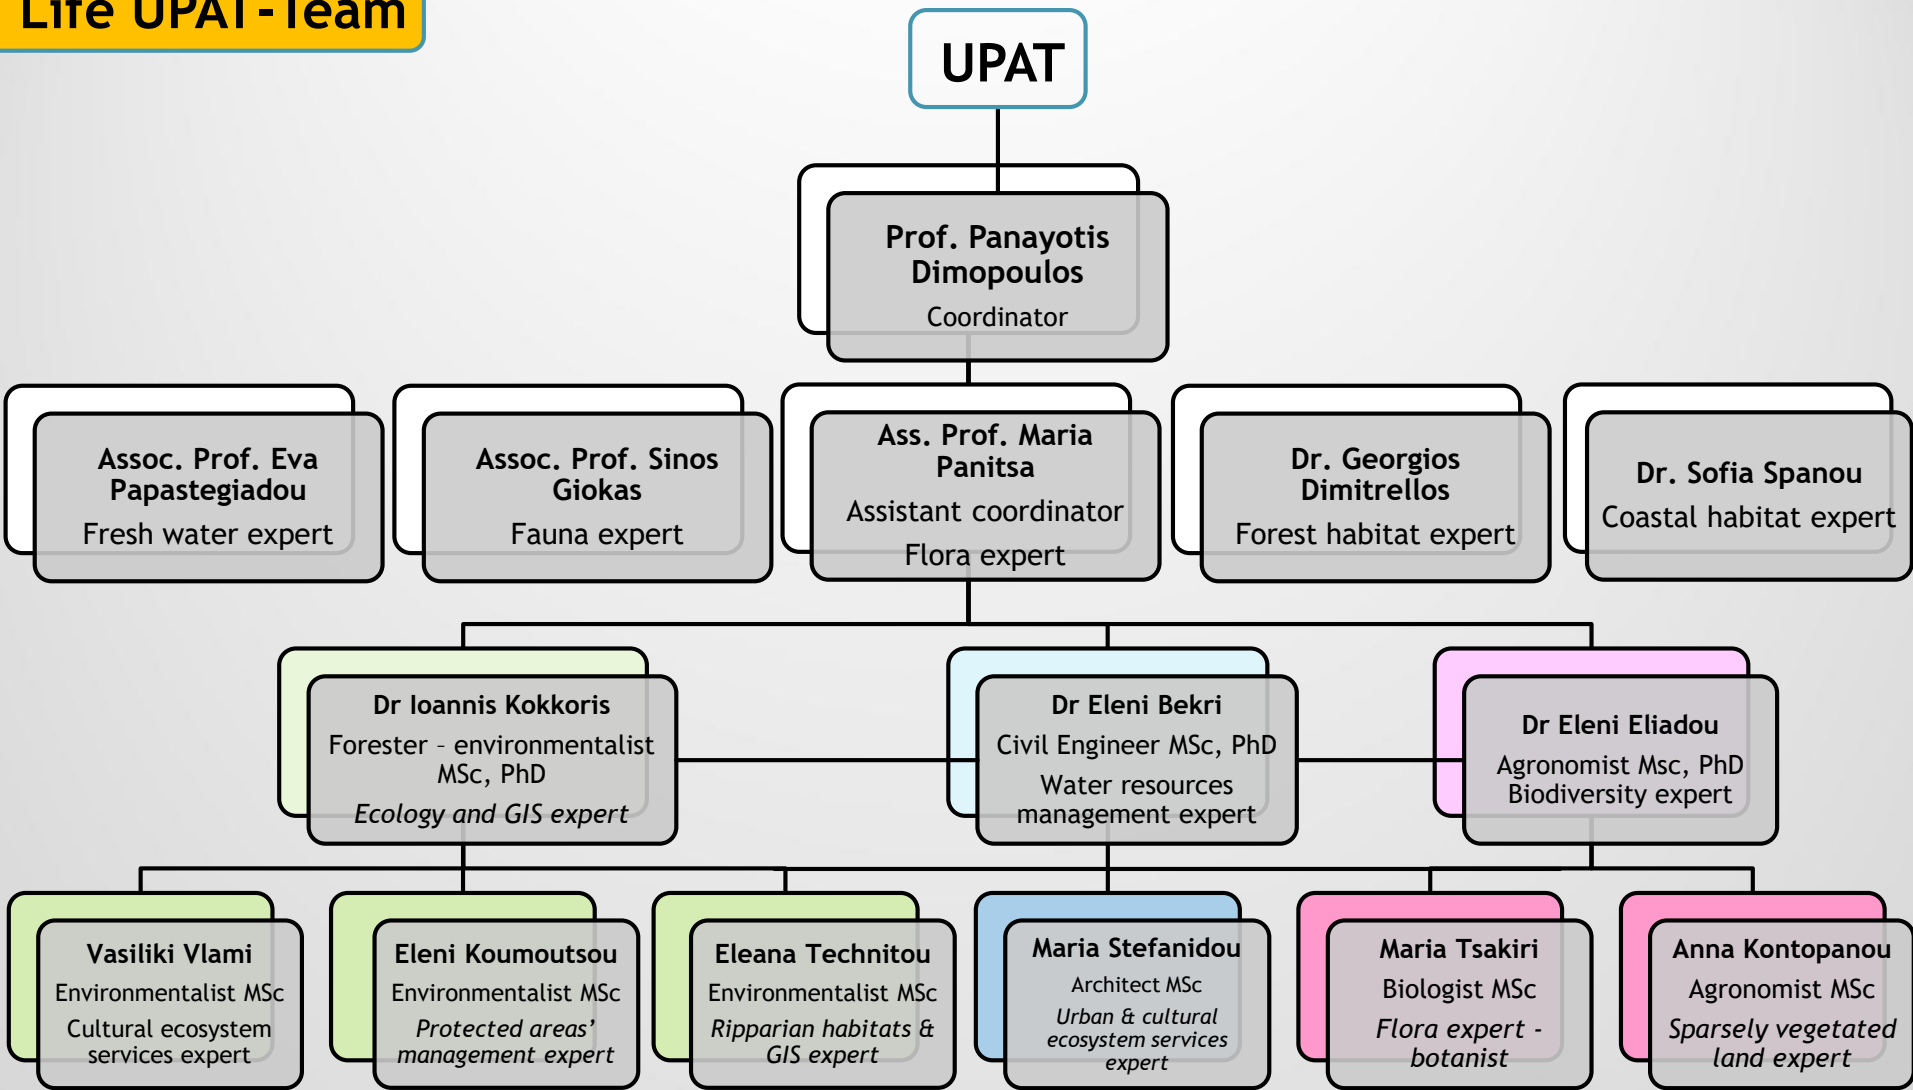 Life UPAT-Team
UPAT
Prof. Panayotis
Dimopoulos
Coordinator
Assoc. Prof. Eva
Papastegiadou
Fresh water expert
Assoc. Prof. Sinos
Giokas
Fauna expert
Ass. Prof. Maria
Panitsa
Assistant coordinator
Flora expert
Dr. Georgios
Dimitrellos
Forest habitat expert
Dr. Sofia Spanou
Coastal habitat expert
Dr Ioannis Kokkoris
Forester – environmentalist
MSc, PhD
Ecology and GIS expert
Dr Eleni Bekri
Civil Engineer MSc, PhD
Water resources
management expert
Dr Eleni Eliadou
Agronomist Msc, PhD
Biodiversity expert
Vasiliki Vlami
Environmentalist MSc
Cultural ecosystem
services expert
Eleni Koumoutsou
Environmentalist MSc
Protected areas’
management expert
Eleana Technitou
Environmentalist MSc
Ripparian habitats &
GIS expert
Maria Stefanidou
Architect MSc
Urban & cultural
ecosystem services
expert
Maria Tsakiri
Biologist MSc
Flora expert -
botanist
Anna Kontopanou
Agronomist MSc
Sparsely vegetated
land expert